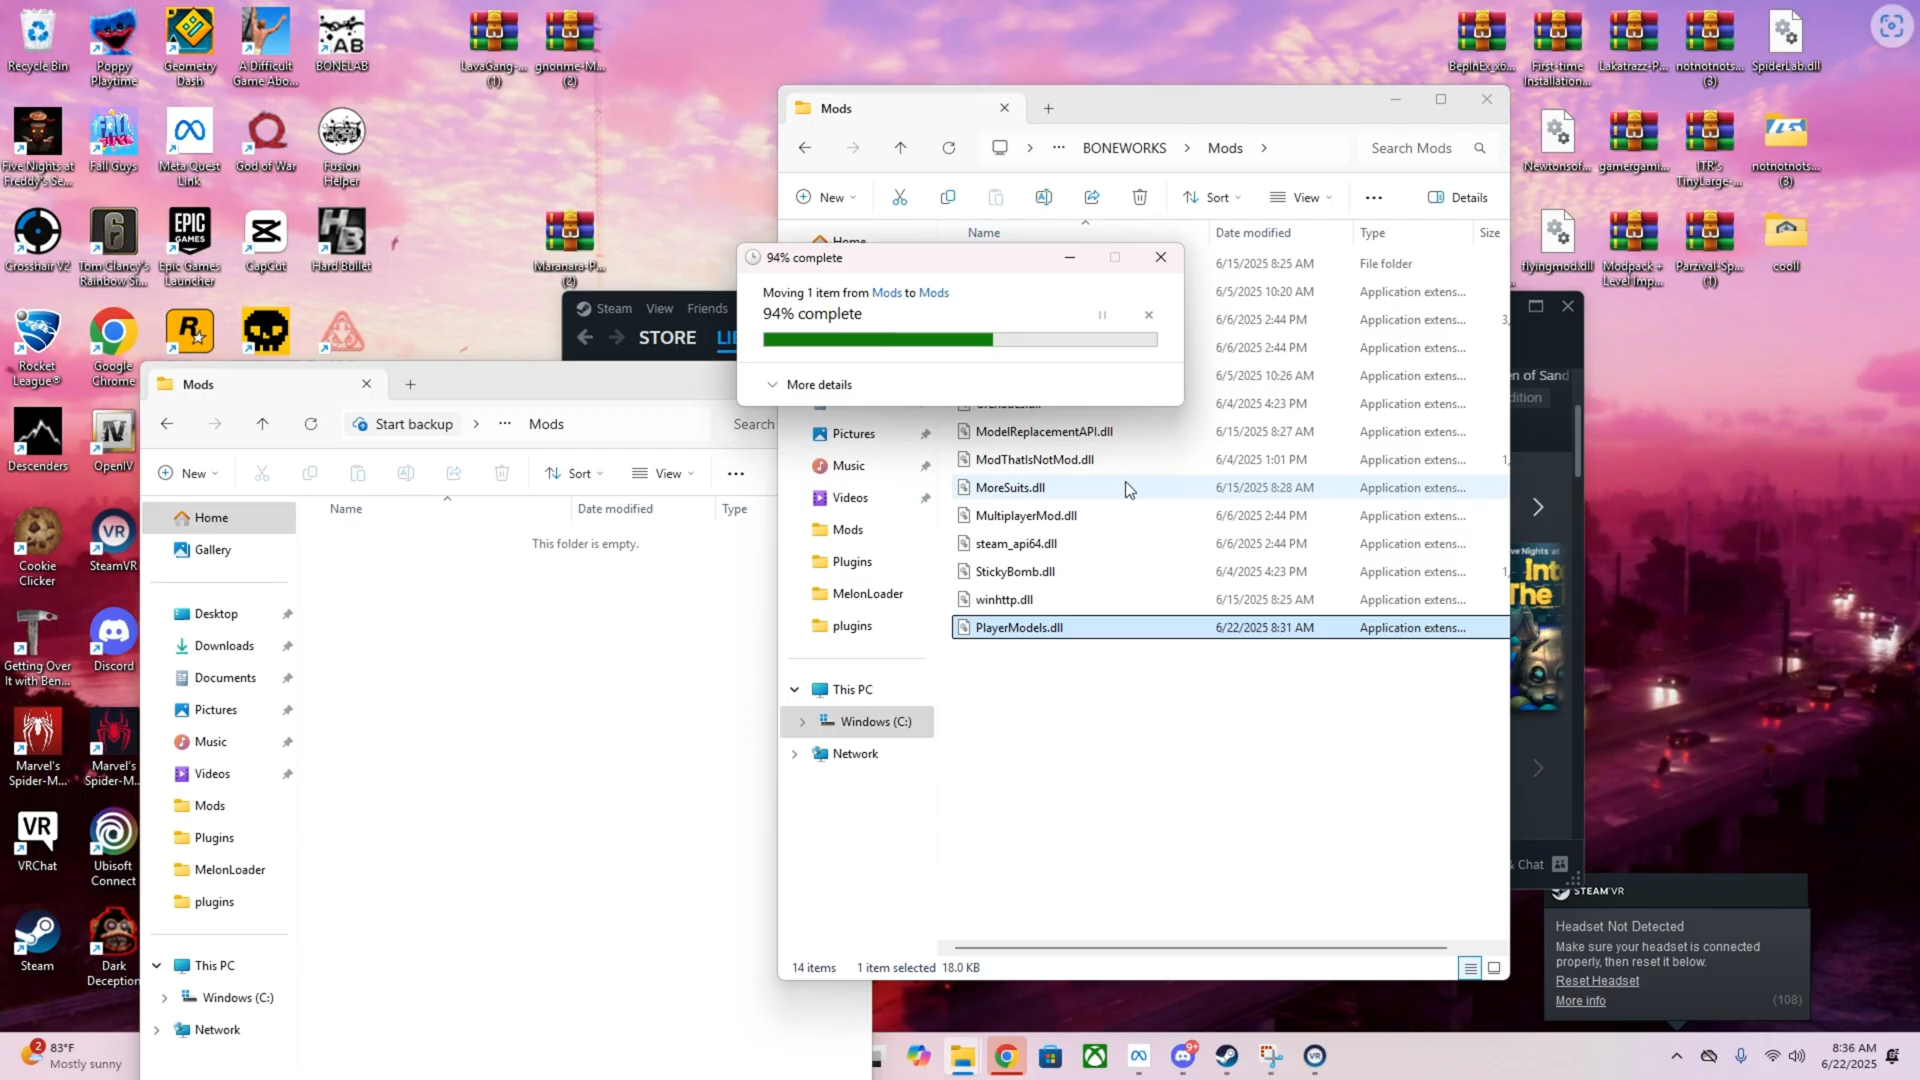 Recycle Bin
Poppy
Playtime
Geometry
Dash
A Difficult
Game Abo...
BONELAB
LavaGang-...
(1)
gnonme-M...
(2)
BepInEx_x6...
First-time
Installation...
Lakatrazz-P...
notnotnots...
(3)
SpiderLab.dll
Five Nights at
Freddy's Se...
Fall Guys
Meta Quest
Link
God of War
Fusion
Helper
Newtonsof...
gamergami...
ITR's
TinyLarge-...
notnotnots...
(3)
Crosshair V2
Tom Clancy's
Rainbow Si...
EPIC
GAMES
Epic Games
Launcher
CapCut
Hard Bullet
Maranara-P...
(2)
flyingmod.dll
Modpack +
Level Imp...
Parzival-Sp...
(1)
cooll
Rocket
League®
Google
Chrome
Descenders
OpenIV
Cookie
Clicker
VR
SteamVR
Getting Over
It with Ben...
Discord
Marvel's
Spider-M...
Marvel's
Spider-M...
VR
VRChat
Ubisoft
Connect
Steam
Dark
Deception
Steam
View
Friends
STORE
Mods
BONEWORKS
Mods
Search Mods
New
Sort
View
Details
Name
Date modified
Type
Size
Home
6/15/2025 8:25 AM
File folder
6/5/2025 10:20 AM
Application extens...
6/6/2025 2:44 PM
Application extens...
3,
6/6/2025 2:44 PM
Application extens...
6/5/2025 10:26 AM
Application extens...
6/4/2025 4:23 PM
Application extens...
ModelReplacementAPI.dll
6/15/2025 8:27 AM
Application extens...
ModThatIsNotMod.dll
6/4/2025 1:01 PM
Application extens...
1,
MoreSuits.dll
6/15/2025 8:28 AM
Application extens...
MultiplayerMod.dll
6/6/2025 2:44 PM
Application extens...
steam_api64.dll
6/6/2025 2:44 PM
Application extens...
StickyBomb.dll
6/4/2025 4:23 PM
Application extens...
1,
winhttp.dll
6/15/2025 8:25 AM
Application extens...
PlayerModels.dll
6/22/2025 8:31 AM
Application extens...
Pictures
Music
Videos
Mods
Plugins
MelonLoader
plugins
This PC
Windows (C:)
Network
14 items
1 item selected
18.0 KB
94% complete
Moving 1 item from Mods to Mods
94% complete
More details
Mods
Start backup
Mods
Search
New
Sort
View
Name
Date modified
Type
This folder is empty.
Home
Gallery
Desktop
Downloads
Documents
Pictures
Music
Videos
Mods
Plugins
MelonLoader
plugins
This PC
Windows (C:)
Network
n of Sand
dition
Into
The
Chat
STEAMVR
Headset Not Detected
Make sure your headset is connected
properly, then reset it below.
Reset Headset
More info
(108)
2
83°F
Mostly sunny
9+
VR
8:36 AM
6/22/2025